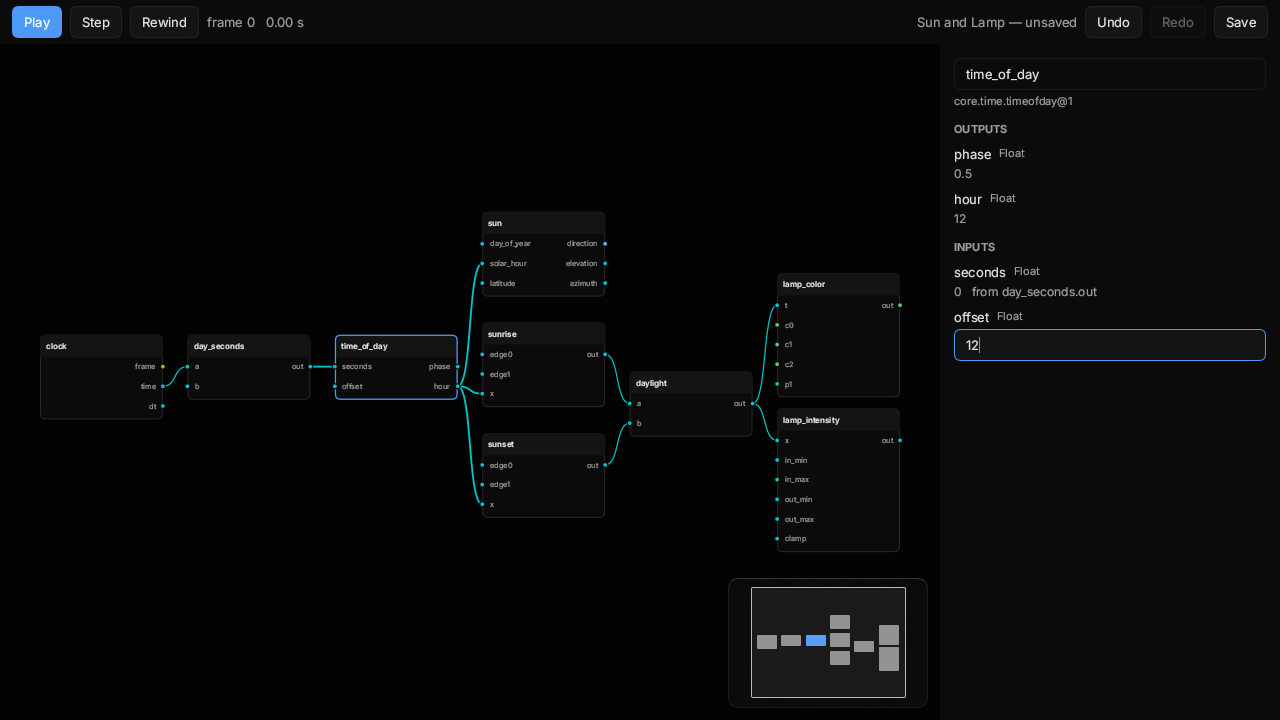 Play Step Rewind frame 0 0.00 s Sun and Lamp — unsaved Undo Redo Save
time_of_day
core.time.timeofday@1
OUTPUTS
phase Float
0.5
hour Float
12
INPUTS
seconds Float
0 from day_seconds.out
offset Float
12
clock
frame
time
dt
day_seconds
a out
b
time_of_day
seconds phase
offset hour
sun
day_of_year direction
solar_hour elevation
latitude azimuth
sunrise
edge0 out
edge1
x
sunset
edge0 out
edge1
x
daylight
a out
b
lamp_color
t out
c0
c1
c2
p1
lamp_intensity
x out
in_min
in_max
out_min
out_max
clamp